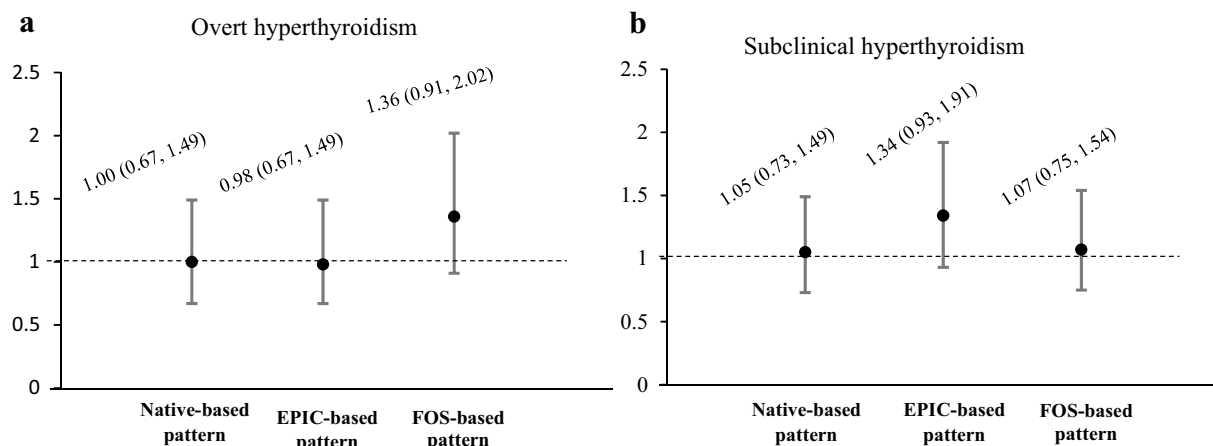 a
Overt hyperthyroidism
2.5
2
1.5
1
0.5
0
1.00 (0.67, 1.49)
0.98 (0.67, 1.49)
1.36 (0.91, 2.02)
Native-based
pattern
EPIC-based
pattern
FOS-based
pattern
b
Subclinical hyperthyroidism
2.5
2
1.5
1
0.5
0
1.05 (0.73, 1.49)
1.34 (0.93, 1.91)
1.07 (0.75, 1.54)
Native-based
pattern
EPIC-based
pattern
FOS-based
pattern